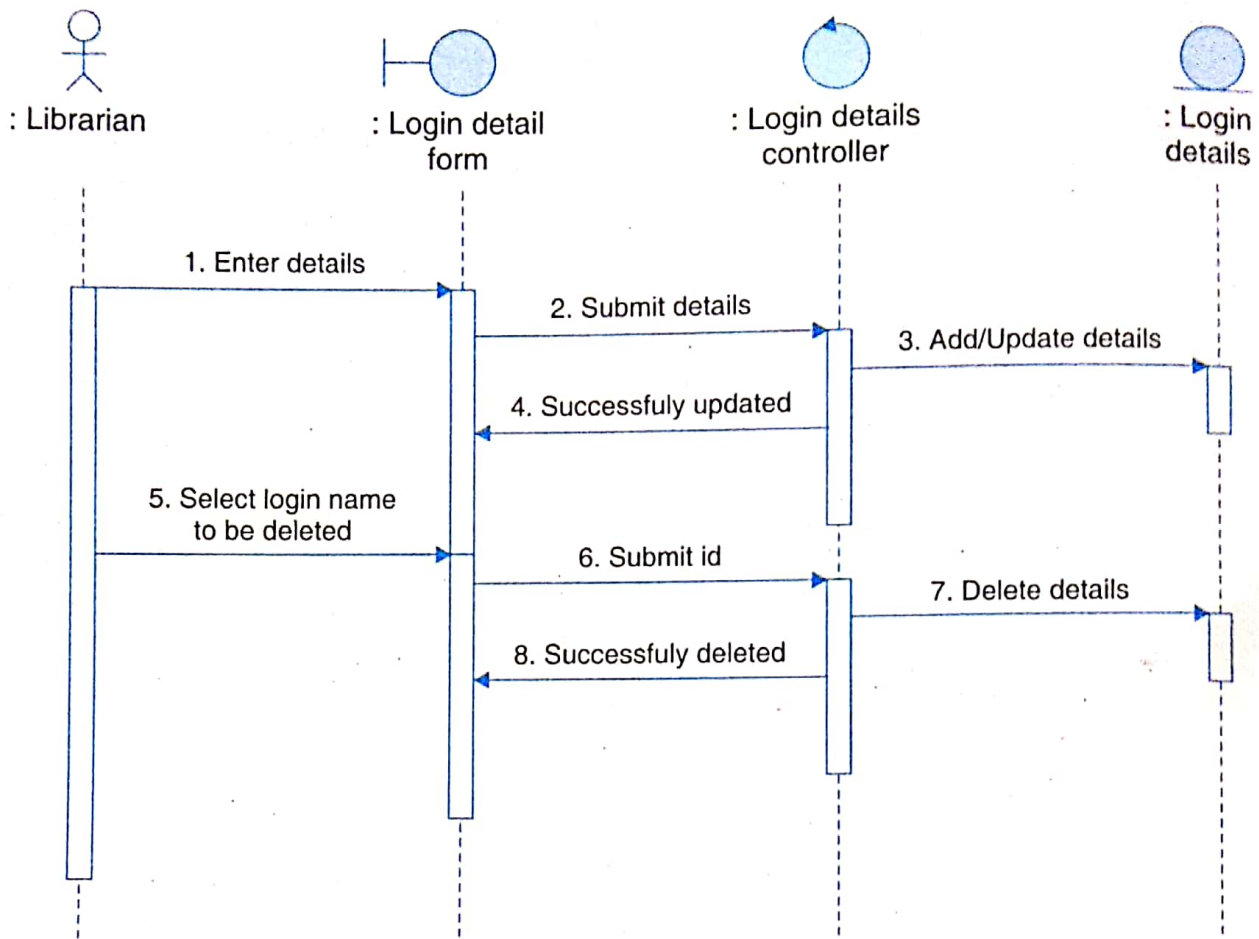 : Librarian
: Login detail
form
: Login details
controller
: Login
details
1. Enter details
2. Submit details
3. Add/Update details
4. Successfuly updated
5. Select login name
to be deleted
6. Submit id
7. Delete details
8. Successfuly deleted